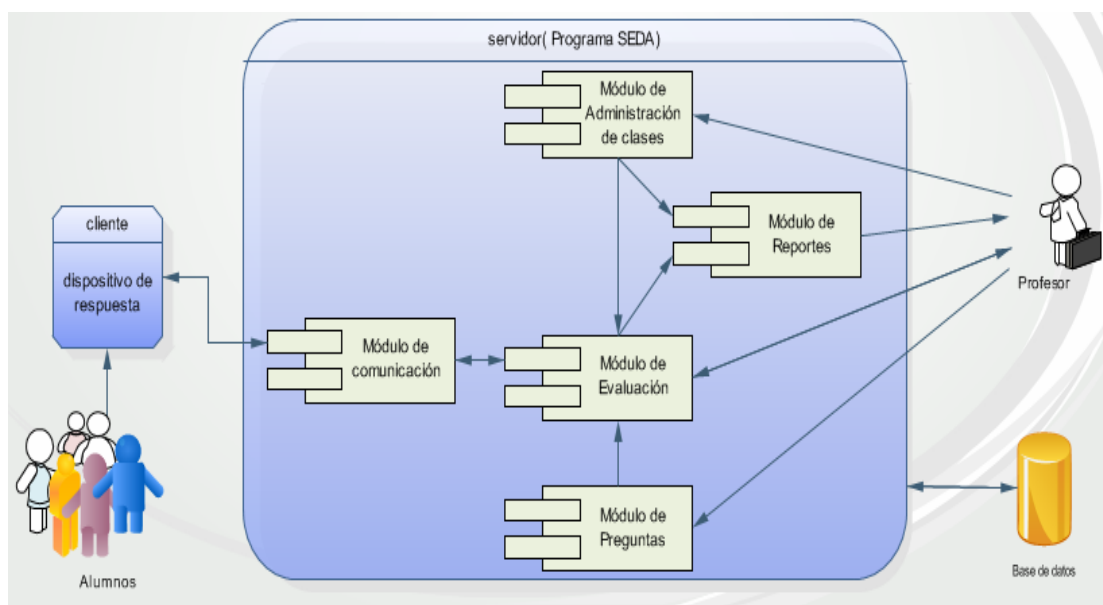 servidor( Programa SEDA)
Módulo de
Administración
de clases
Módulo de
Reportes
Profesor
cliente
dispositivo de
respuesta
Módulo de
comunicación
Módulo de
Evaluación
Módulo de
Preguntas
Alumnos
Base de datos